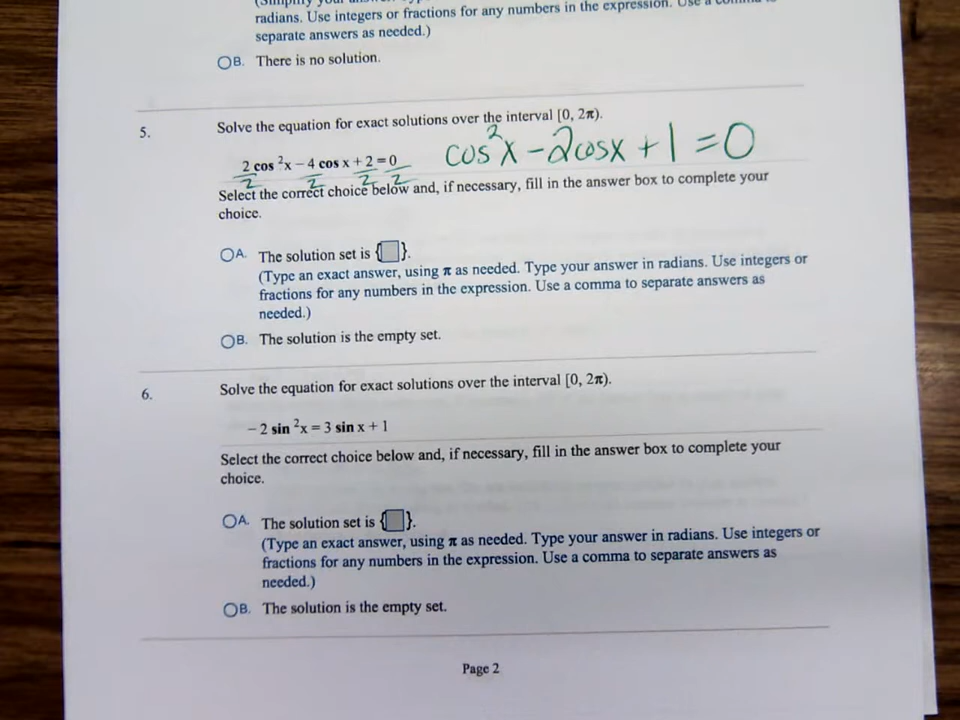 radians. Use integers or fractions for any numbers in the expression. Use a comma to
separate answers as needed.)
B. There is no solution.
5. Solve the equation for exact solutions over the interval [0, 2π).
2 cos ²x − 4 cos x + 2 = 0 cos²x − 2cosx + 1 = 0
2 2 2 2
Select the correct choice below and, if necessary, fill in the answer box to complete your
choice.
A. The solution set is { }.
(Type an exact answer, using π as needed. Type your answer in radians. Use integers or
fractions for any numbers in the expression. Use a comma to separate answers as
needed.)
B. The solution is the empty set.
6. Solve the equation for exact solutions over the interval [0, 2π).
− 2 sin ²x = 3 sin x + 1
Select the correct choice below and, if necessary, fill in the answer box to complete your
choice.
A. The solution set is { }.
(Type an exact answer, using π as needed. Type your answer in radians. Use integers or
fractions for any numbers in the expression. Use a comma to separate answers as
needed.)
B. The solution is the empty set.
Page 2